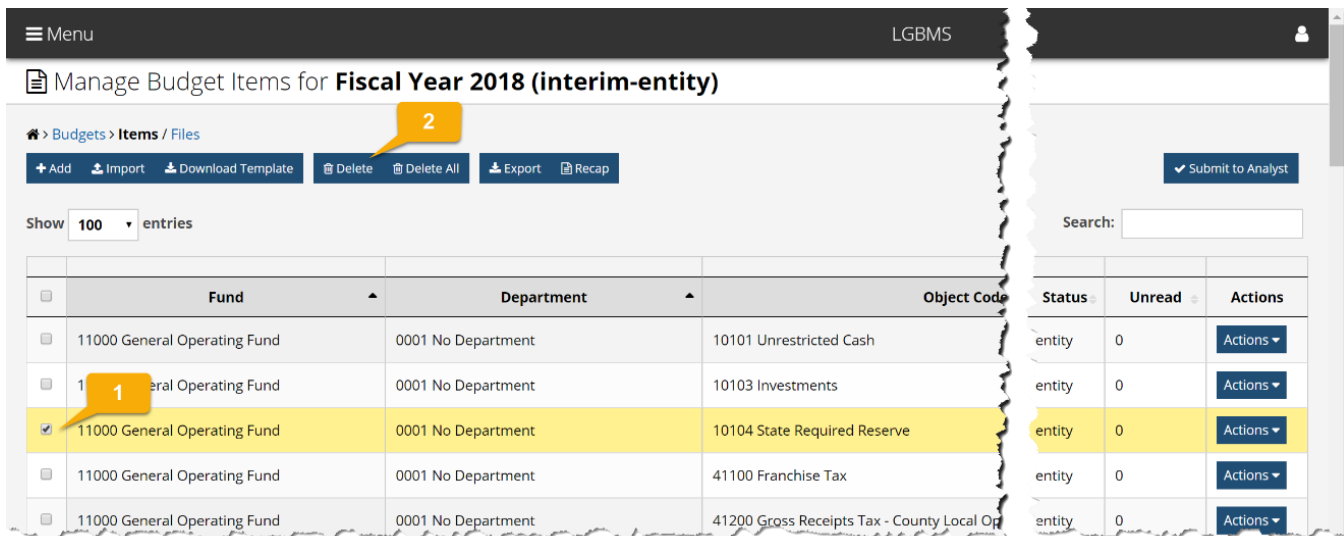 Menu LGBMS
Manage Budget Items for Fiscal Year 2018 (interim-entity)
2
> Budgets > Items / Files
+ Add Import Download Template Delete Delete All Export Recap Submit to Analyst
Show 100 entries Search:
Fund Department Object Code Status Unread Actions
11000 General Operating Fund 0001 No Department 10101 Unrestricted Cash entity 0 Actions
1 eral Operating Fund 0001 No Department 10103 Investments entity 0 Actions
1
11000 General Operating Fund 0001 No Department 10104 State Required Reserve entity 0 Actions
11000 General Operating Fund 0001 No Department 41100 Franchise Tax entity 0 Actions
11000 General Operating Fund 0001 No Department 41200 Gross Receipts Tax - County Local Op entity 0 Actions